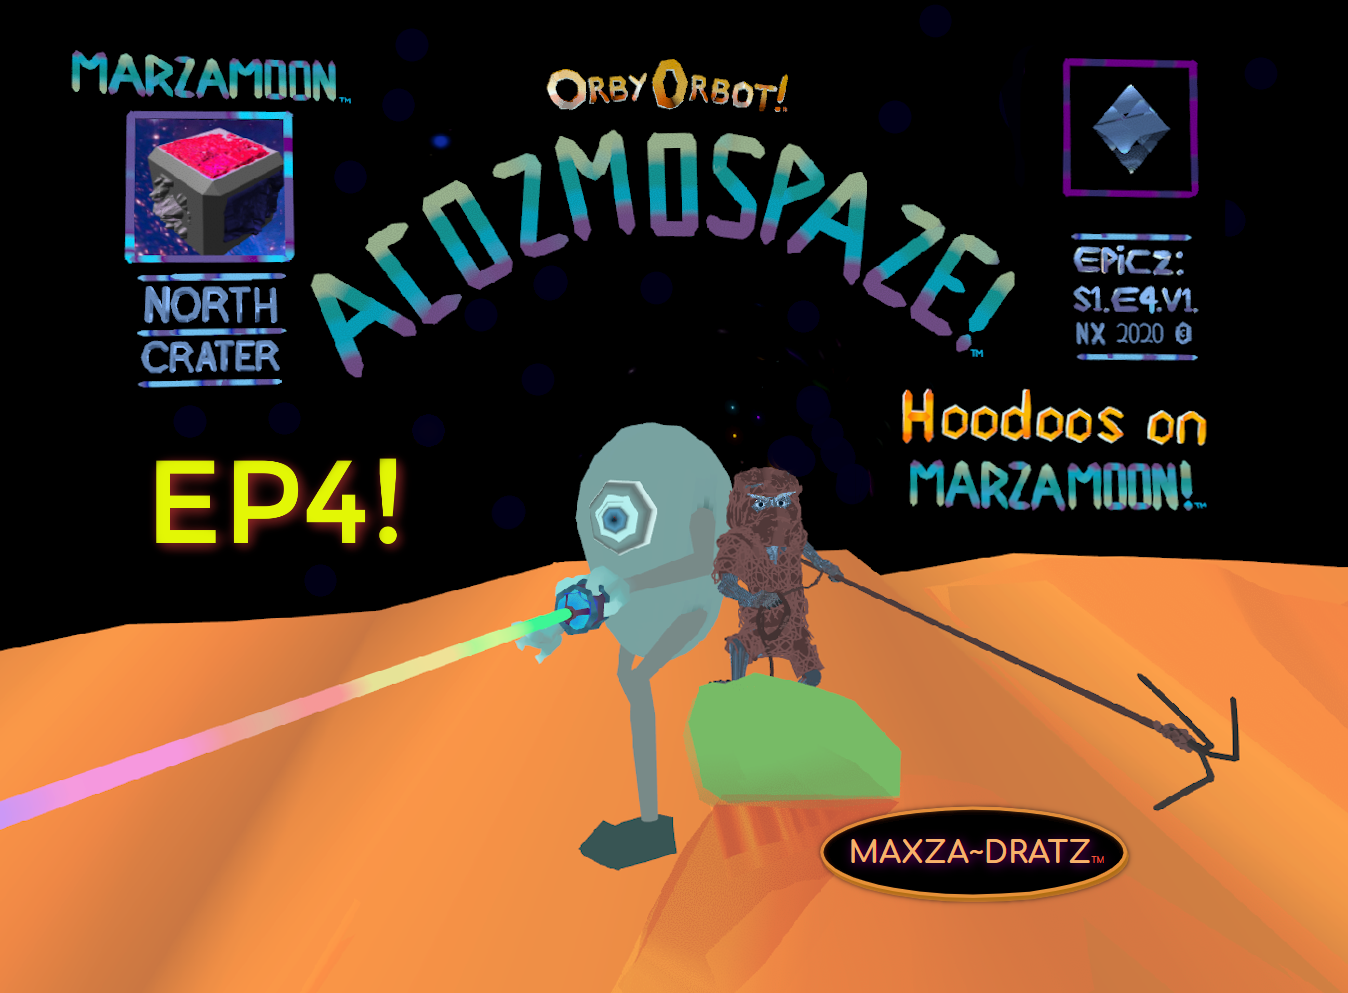 MARZAMOON™
NORTH
CRATER
EP4!
ORBY ORBOT!
ACOZMOSPAZE!™
EPiCz:
S1.E4.V1.
NX 2020
Hoodoos on
MARZAMOON!™
MAXZA~DRATZ™